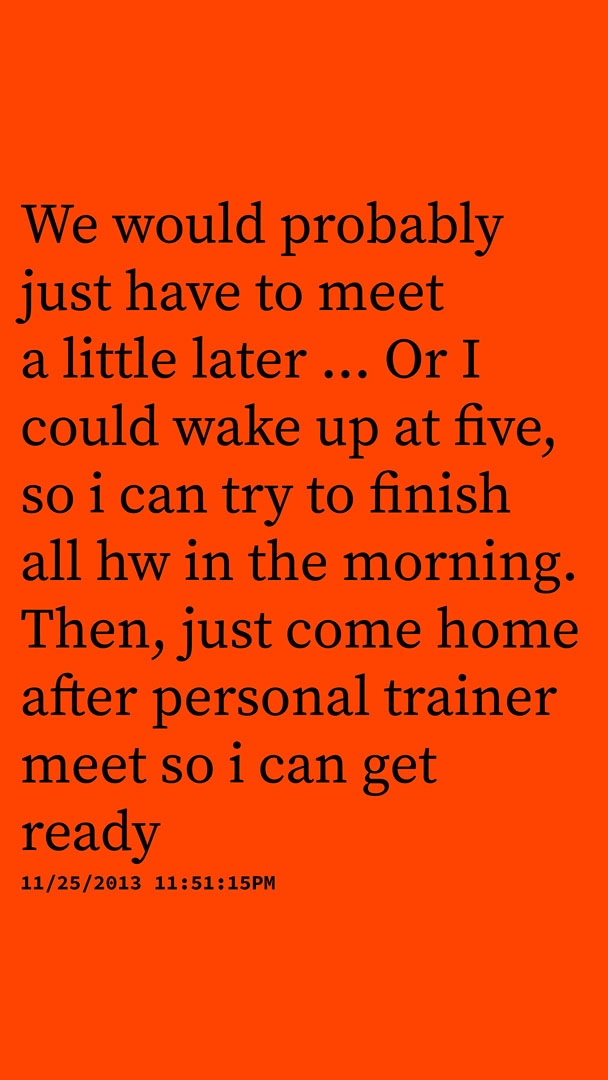 We would probably
just have to meet
a little later ... Or I
could wake up at five,
so i can try to finish
all hw in the morning.
Then, just come home
after personal trainer
meet so i can get
ready
11/25/2013 11:51:15PM